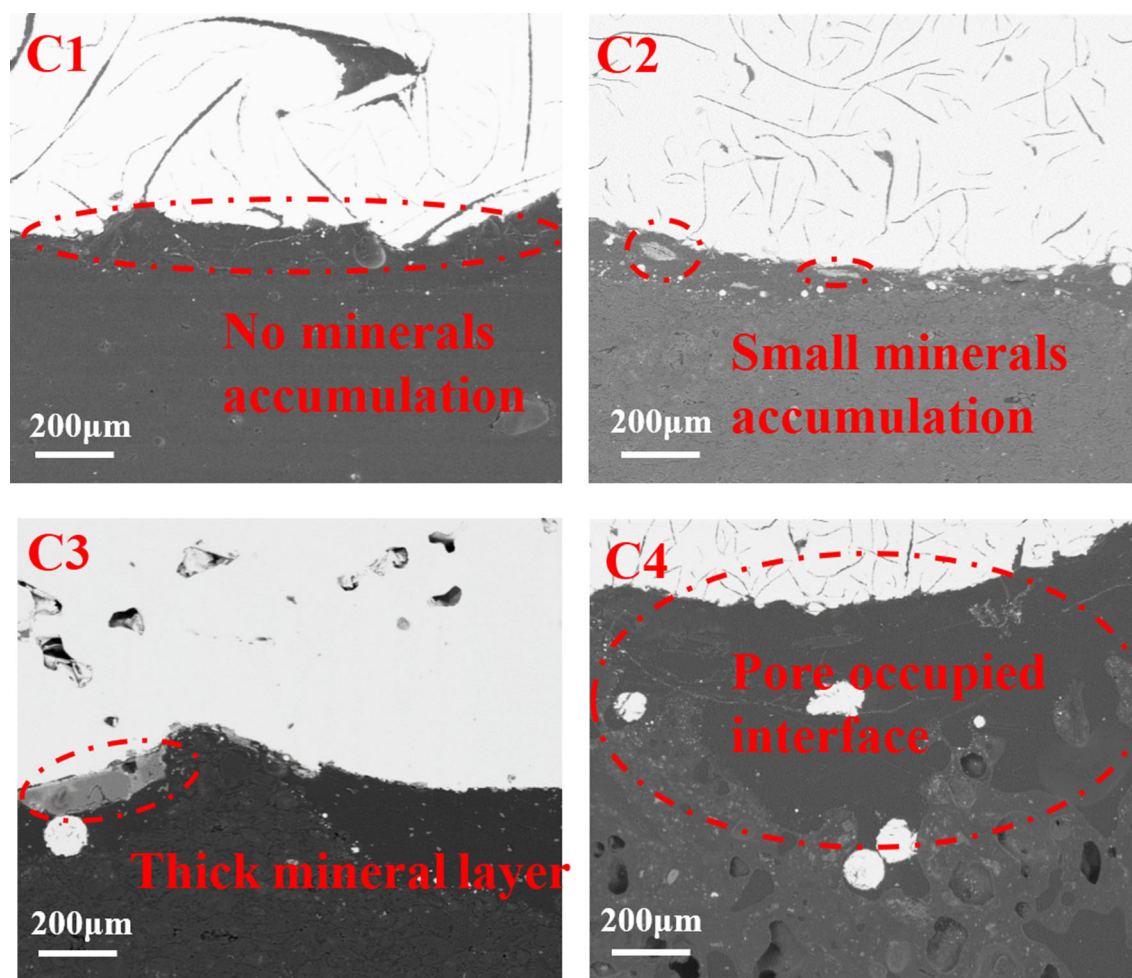 C1
No minerals
accumulation
200μm
C2
Small minerals
accumulation
200μm
C3
Thick mineral layer
200μm
C4
Pore occupied
interface
200μm